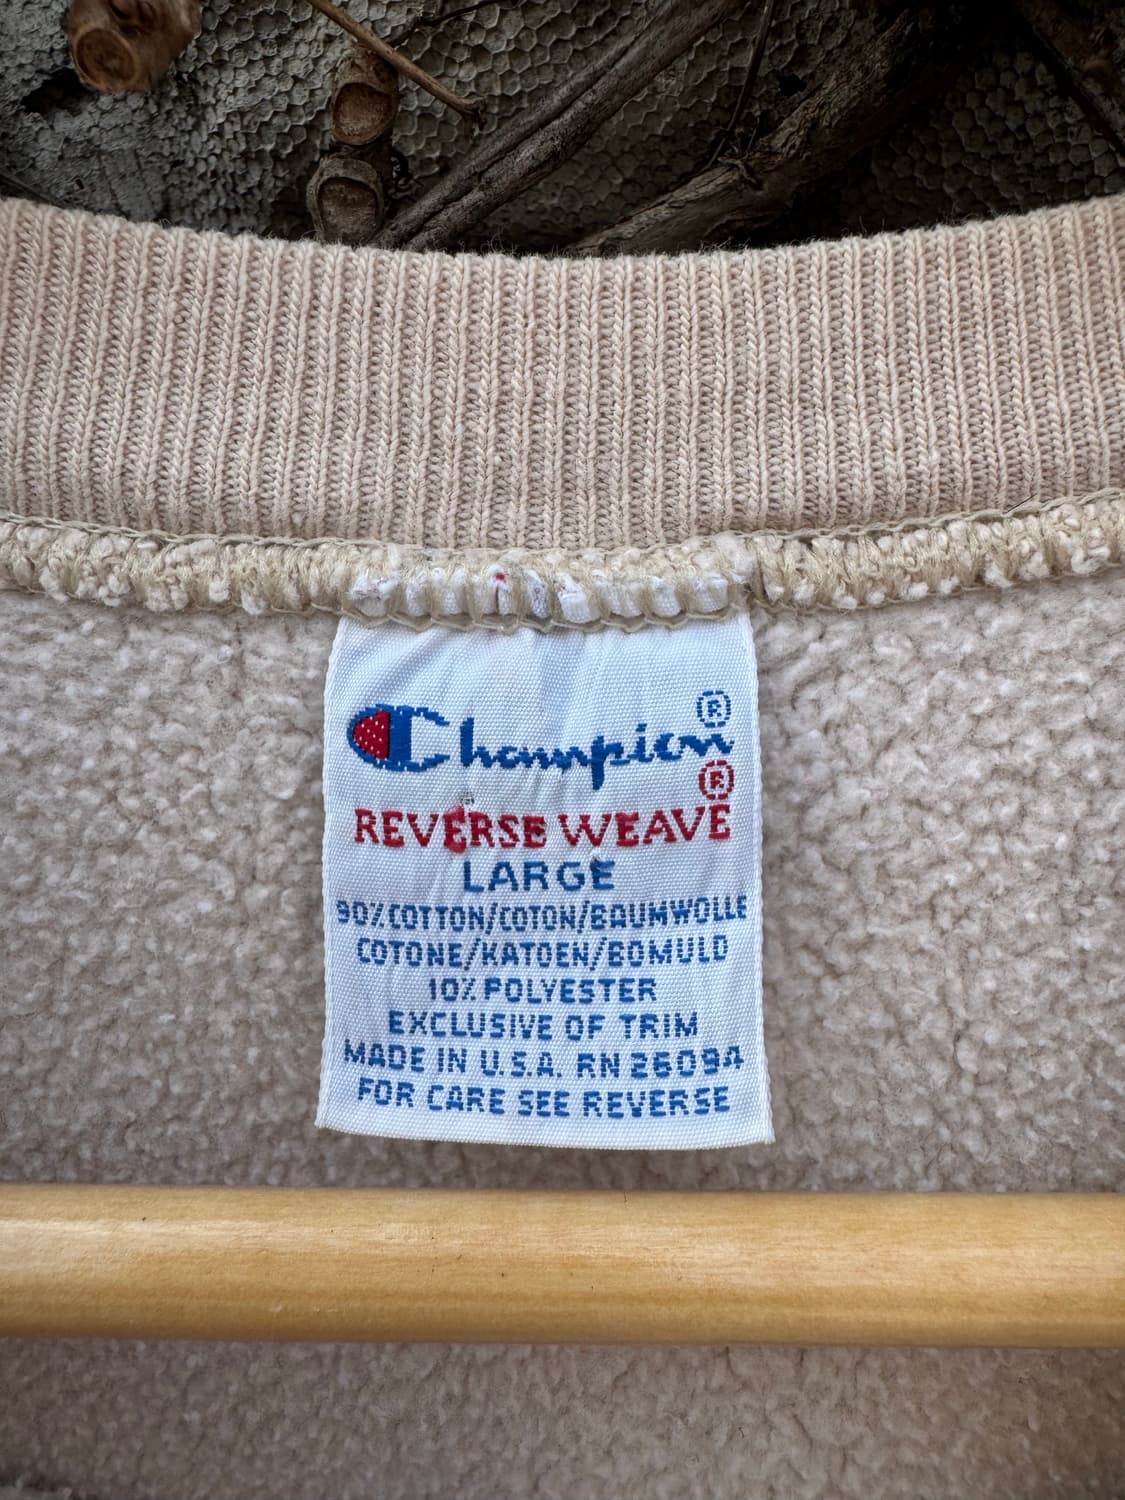 Champion®
REVERSE WEAVE®
LARGE
90% COTTON/COTON/BAUMWOLLE
COTONE/KATOEN/BOMULD
10% POLYESTER
EXCLUSIVE OF TRIM
MADE IN U.S.A. RN 26094
FOR CARE SEE REVERSE